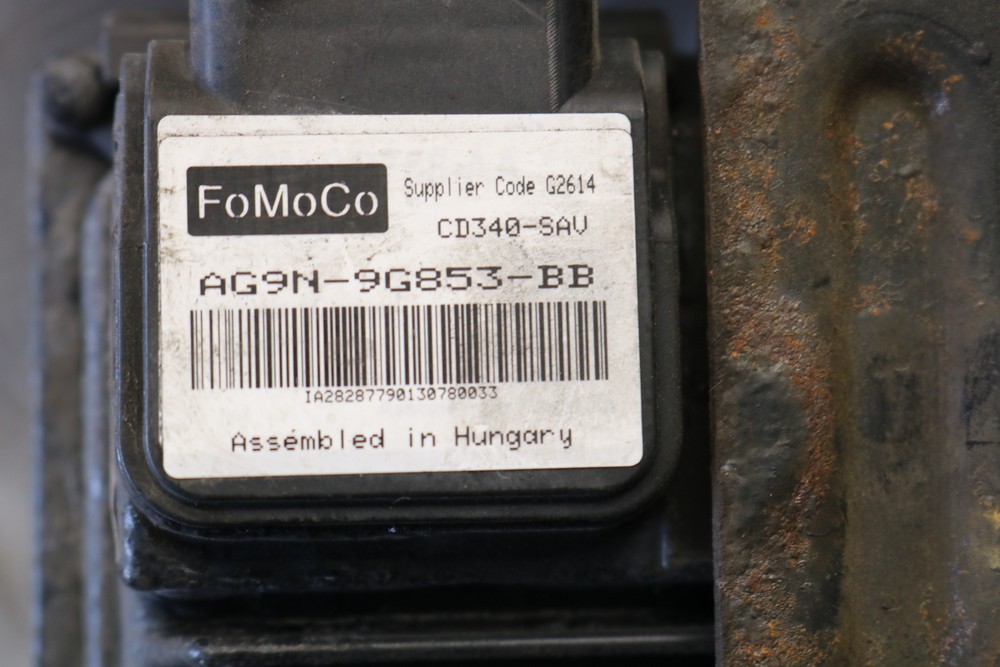 FoMoCo
Supplier Code G2614
CD340-SAV
AG9N-9G853-BB
IA28287790130780033
Assembled in Hungary